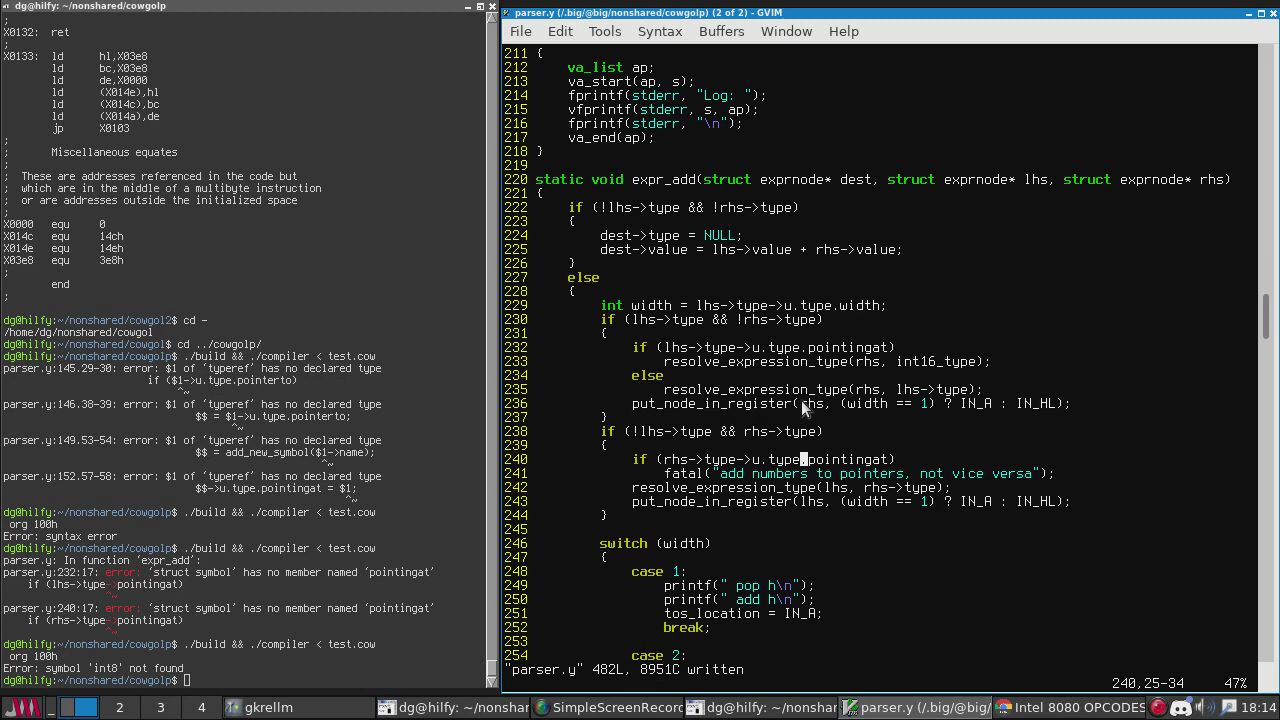 dg@hilfy: ~/nonshared/cowgolp
X0132: ret
;
X0133: ld hl,X03e8
ld bc,X03e8
ld de,X0000
ld (X014e),hl
ld (X014c),bc
ld (X014a),de
jp X0103
;
; Miscellaneous equates
;
; These are addresses referenced in the code but
; which are in the middle of a multibyte instruction
; or are addresses outside the initialized space
;
X0000 equ 0
X014c equ 14ch
X014e equ 14eh
X03e8 equ 3e8h
;
end
;
dg@hilfy:~/nonshared/cowgol2$ cd -
/home/dg/nonshared/cowgol
dg@hilfy:~/nonshared/cowgol$ cd ../cowgolp/
dg@hilfy:~/nonshared/cowgolp$ ./build && ./compiler < test.cow
parser.y:145.29-30: error: $1 of ‘typeref’ has no declared type
if ($1->u.type.pointerto)
^~
parser.y:146.38-39: error: $1 of ‘typeref’ has no declared type
$$ = $1->u.type.pointerto;
^~
parser.y:149.53-54: error: $1 of ‘typeref’ has no declared type
$$ = add_new_symbol($1->name);
^~
parser.y:152.57-58: error: $1 of ‘typeref’ has no declared type
$$->u.type.pointingat = $1;
^~
dg@hilfy:~/nonshared/cowgolp$ ./build && ./compiler < test.cow
org 100h
Error: syntax error
dg@hilfy:~/nonshared/cowgolp$ ./build && ./compiler < test.cow
parser.y: In function ‘expr_add’:
parser.y:232:17: error: ‘struct symbol’ has no member named ‘pointingat’
if (lhs->type->pointingat)
^~
parser.y:240:17: error: ‘struct symbol’ has no member named ‘pointingat’
if (rhs->type->pointingat)
^~
dg@hilfy:~/nonshared/cowgolp$ ./build && ./compiler < test.cow
org 100h
Error: symbol 'int8' not found
dg@hilfy:~/nonshared/cowgolp$
parser.y (/.big/@big/nonshared/cowgolp) (2 of 2) - GVIM
File Edit Tools Syntax Buffers Window Help
211 {
212 va_list ap;
213 va_start(ap, s);
214 fprintf(stderr, "Log: ");
215 vfprintf(stderr, s, ap);
216 fprintf(stderr, "\n");
217 va_end(ap);
218 }
219
220 static void expr_add(struct exprnode* dest, struct exprnode* lhs, struct exprnode* rhs)
221 {
222 if (!lhs->type && !rhs->type)
223 {
224 dest->type = NULL;
225 dest->value = lhs->value + rhs->value;
226 }
227 else
228 {
229 int width = lhs->type->u.type.width;
230 if (lhs->type && !rhs->type)
231 {
232 if (lhs->type->u.type.pointingat)
233 resolve_expression_type(rhs, int16_type);
234 else
235 resolve_expression_type(rhs, lhs->type);
236 put_node_in_register(rhs, (width == 1) ? IN_A : IN_HL);
237 }
238 if (!lhs->type && rhs->type)
239 {
240 if (rhs->type->u.type.pointingat)
241 fatal("add numbers to pointers, not vice versa");
242 resolve_expression_type(lhs, rhs->type);
243 put_node_in_register(lhs, (width == 1) ? IN_A : IN_HL);
244 }
245
246 switch (width)
247 {
248 case 1:
249 printf(" pop h\n");
250 printf(" add h\n");
251 tos_location = IN_A;
252 break;
253
254 case 2:
"parser.y" 482L, 8951C written
240,25-34 47%
2 3 4 gkrellm dg@hilfy: ~/nonshar SimpleScreenRecor dg@hilfy: ~/nonshar parser.y (/.big/@big/ Intel 8080 OPCODES 18:14